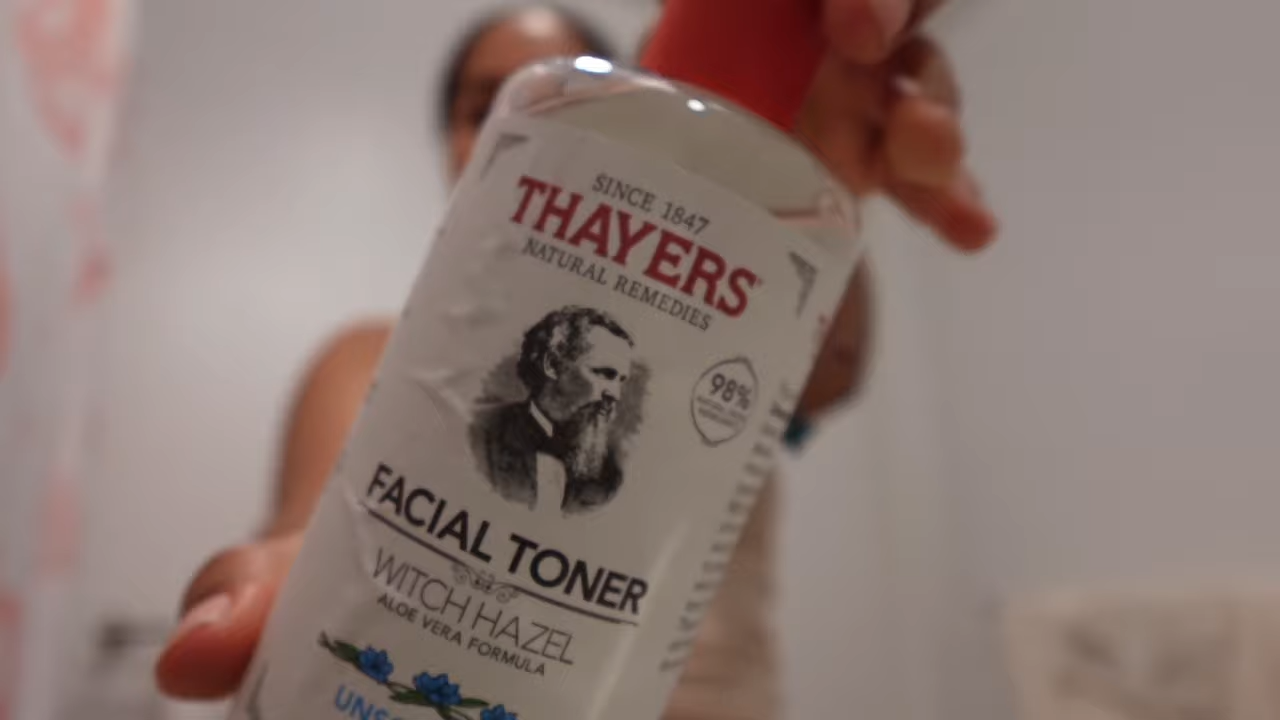 SINCE 1847
THAYERS
NATURAL REMEDIES
98%
FACIAL TONER
WITCH HAZEL
ALOE VERA FORMULA